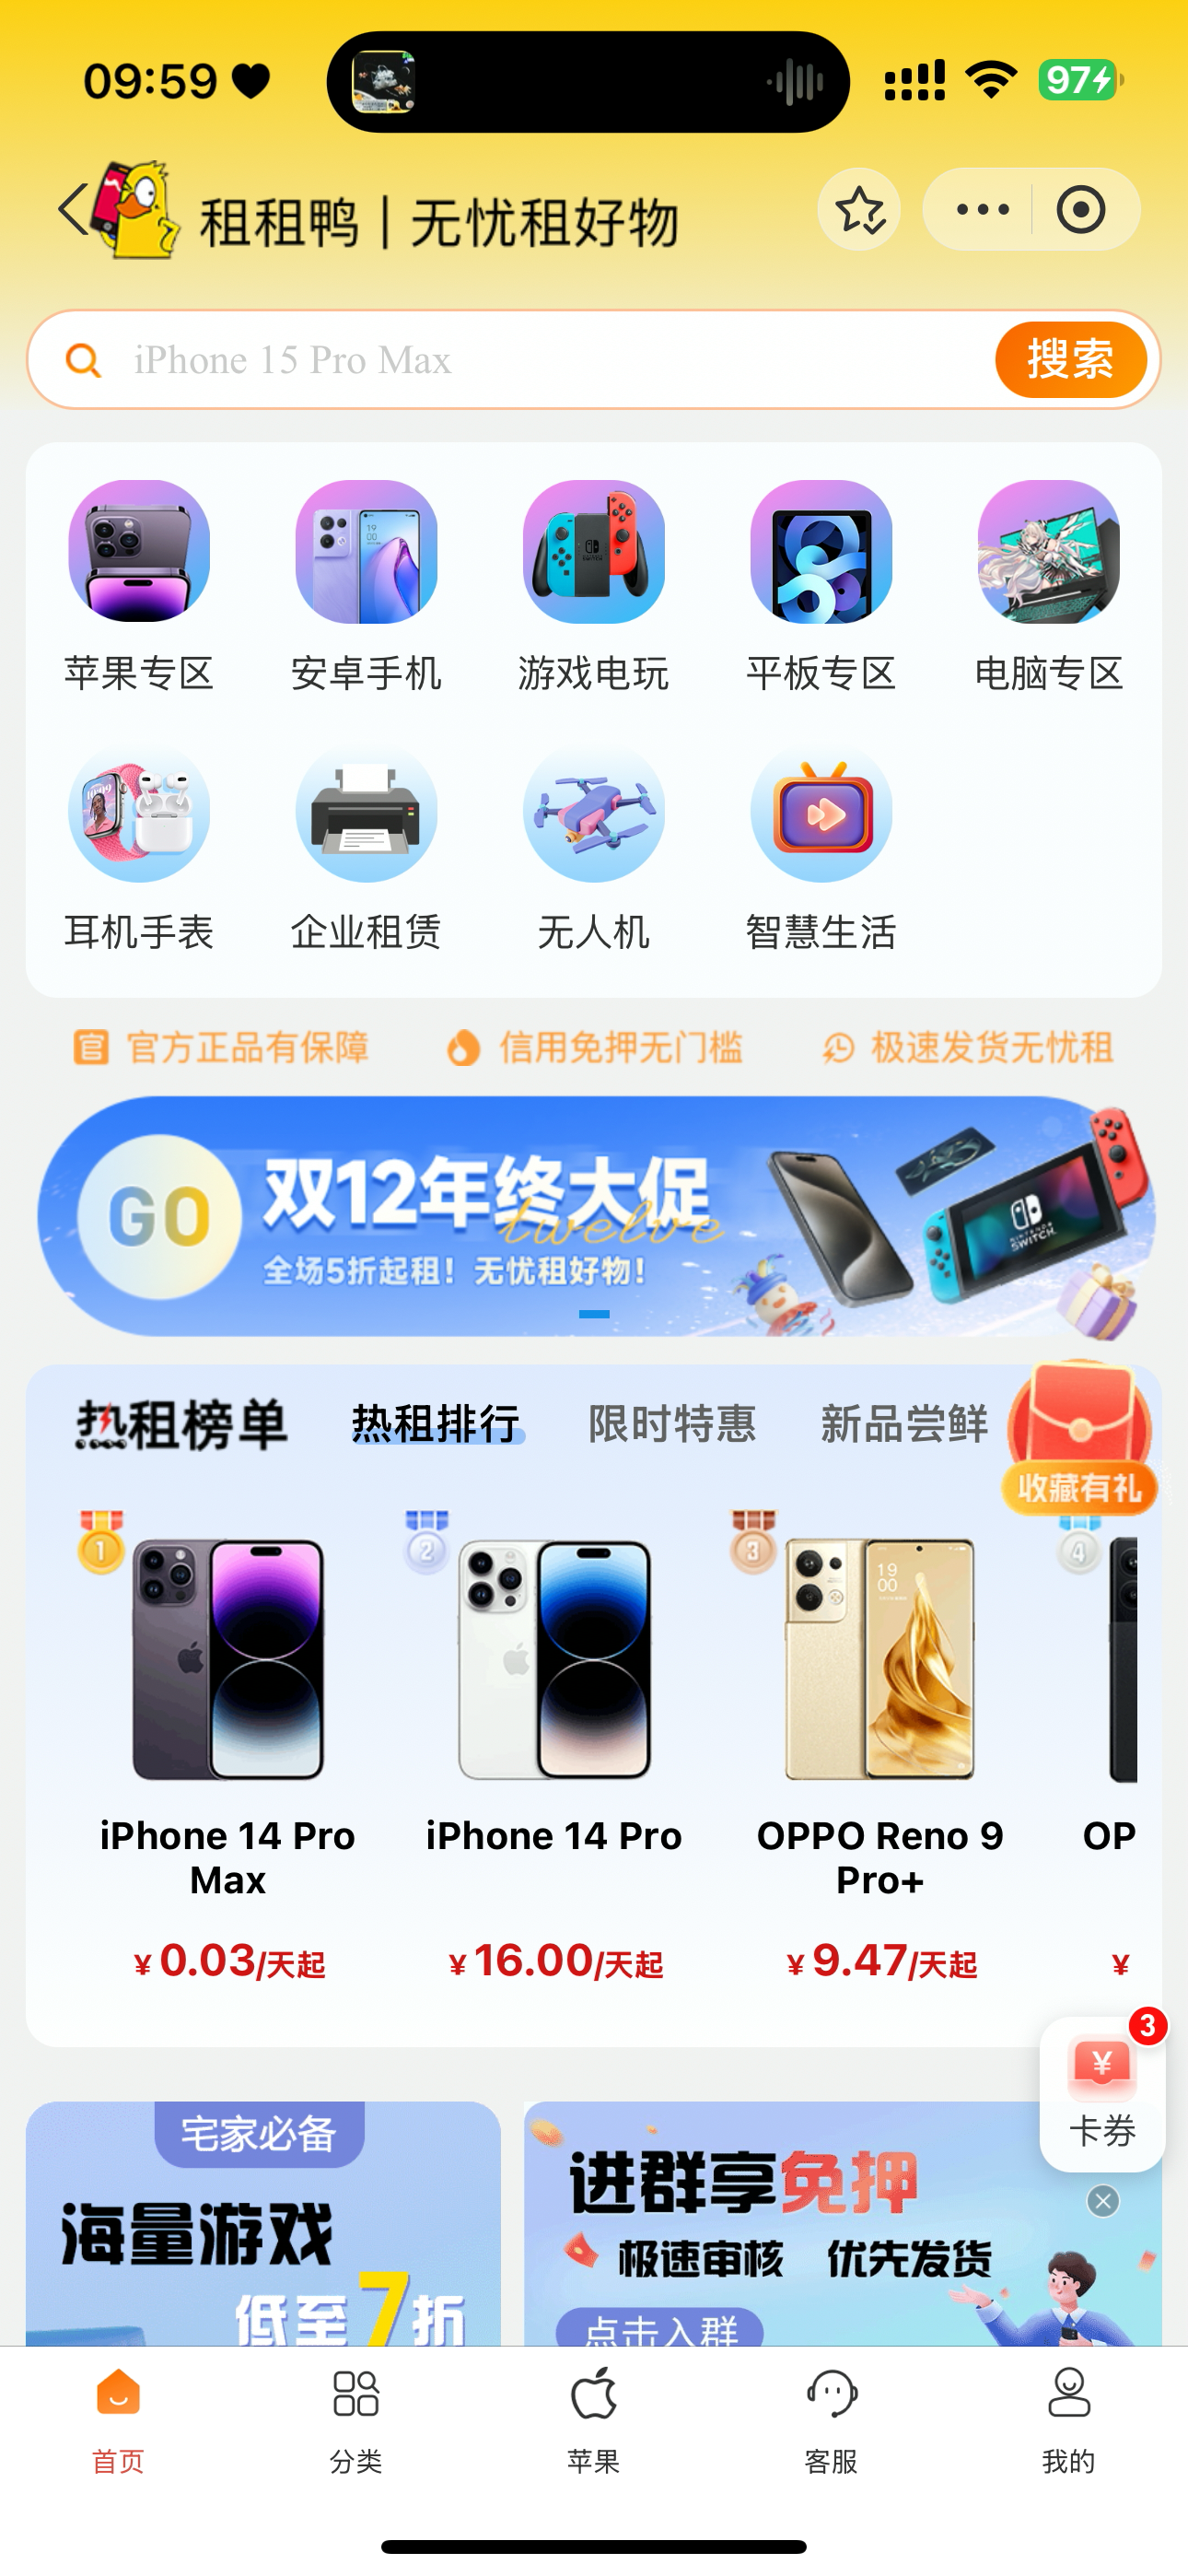 09:59
97
租租鸭 | 无忧租好物
iPhone 15 Pro Max
搜索
苹果专区
安卓手机
游戏电玩
平板专区
电脑专区
耳机手表
企业租赁
无人机
智慧生活
官方正品有保障
信用免押无门槛
极速发货无忧租
GO
双12年终大促
twelve
全场5折起租！无忧租好物！
NINTENDO
SWITCH
热租榜单
热租排行
限时特惠
新品尝鲜
收藏有礼
1
2
3
4
19
00
iPhone 14 Pro Max
iPhone 14 Pro
OPPO Reno 9 Pro+
OP
¥ 0.03/天起
¥ 16.00/天起
¥ 9.47/天起
¥
3
¥
卡券
宅家必备
海量游戏
低至7折
进群享免押
极速审核 优先发货
点击入群
首页
分类
苹果
客服
我的